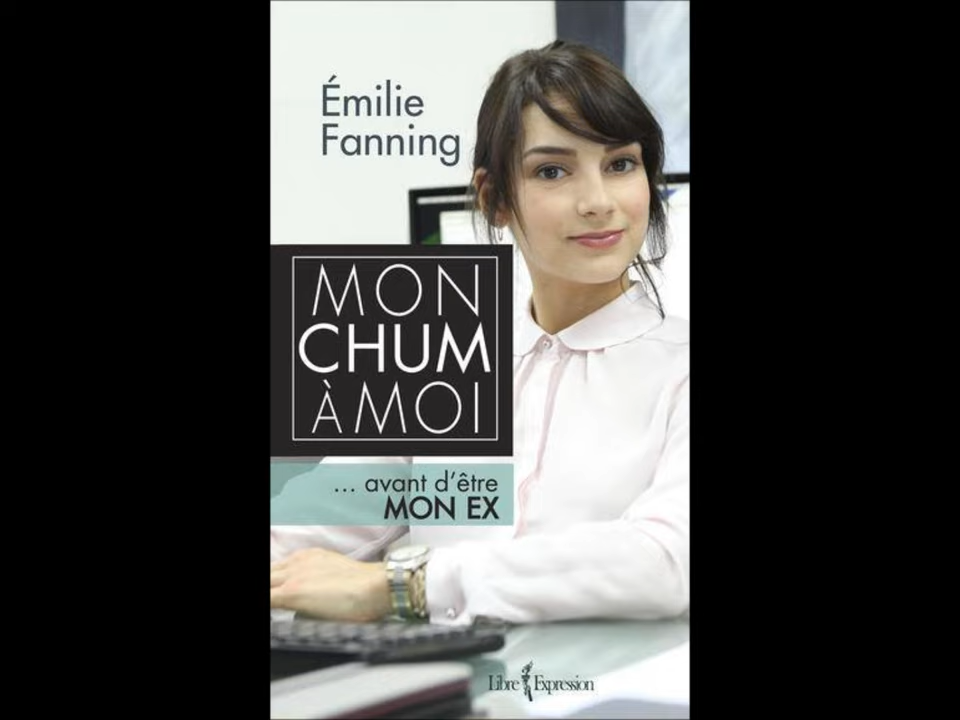 Émilie
Fanning
MON
CHUM
À MOI
... avant d'être
MON EX
Libre Expression